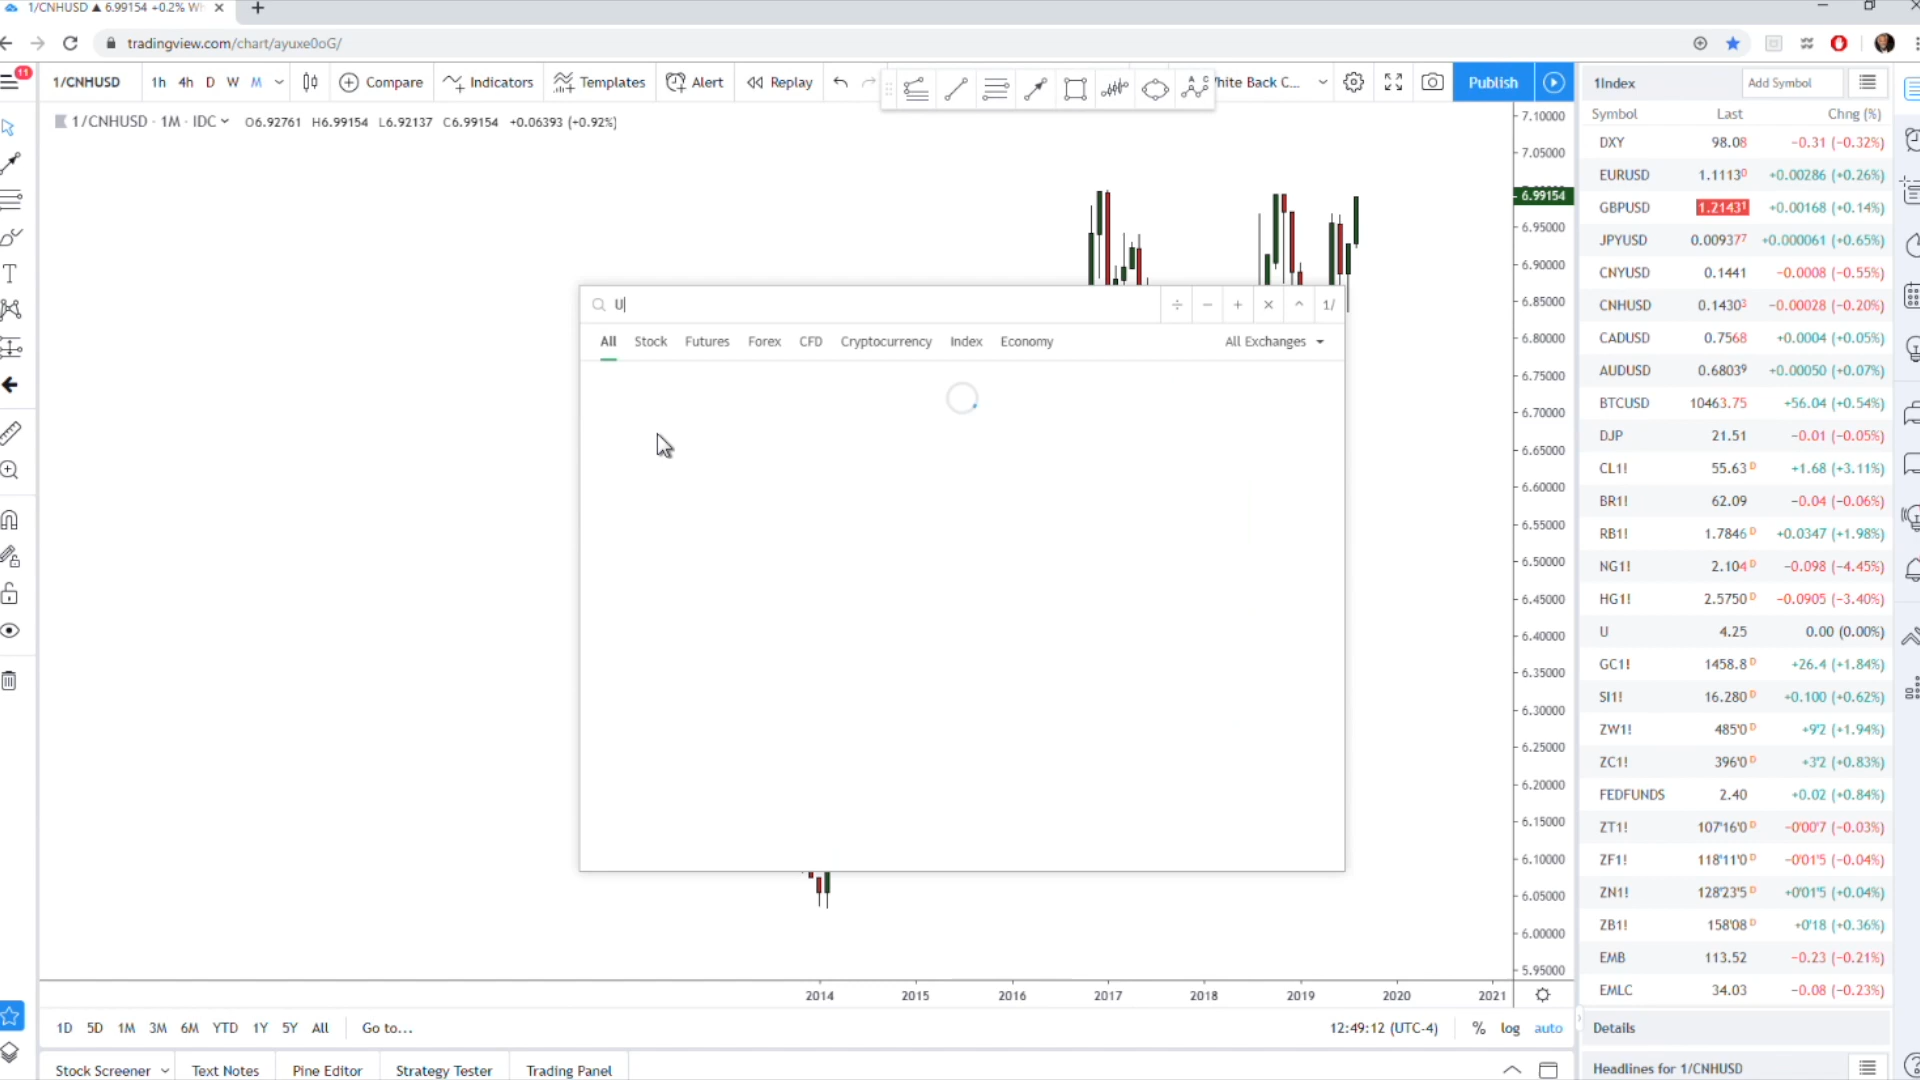 1/CNHUSD ▲ 6.99154 +0.2% Wh
tradingview.com/chart/ayuxe0oG/
11
1/CNHUSD 1h 4h D W M Compare Indicators Templates Alert Replay hite Back C... Publish
1/CNHUSD · 1M · IDC O6.92761 H6.99154 L6.92137 C6.99154 +0.06393 (+0.92%)
U
÷ − + × ^ 1/
All Stock Futures Forex CFD Cryptocurrency Index Economy All Exchanges
7.10000
7.05000
6.99154
6.95000
6.90000
6.85000
6.80000
6.75000
6.70000
6.65000
6.60000
6.55000
6.50000
6.45000
6.40000
6.35000
6.30000
6.25000
6.20000
6.15000
6.10000
6.05000
6.00000
5.95000
2014 2015 2016 2017 2018 2019 2020 2021
1D 5D 1M 3M 6M YTD 1Y 5Y All Go to... 12:49:12 (UTC-4) % log auto
Stock Screener Text Notes Pine Editor Strategy Tester Trading Panel
1Index Add Symbol
Symbol Last Chng (%)
DXY 98.08 −0.31 (−0.32%)
EURUSD 1.11130 +0.00286 (+0.26%)
GBPUSD 1.21431 +0.00168 (+0.14%)
JPYUSD 0.009377 +0.000061 (+0.65%)
CNYUSD 0.1441 −0.0008 (−0.55%)
CNHUSD 0.14303 −0.00028 (−0.20%)
CADUSD 0.7568 +0.0004 (+0.05%)
AUDUSD 0.68039 +0.00050 (+0.07%)
BTCUSD 10463.75 +56.04 (+0.54%)
DJP 21.51 −0.01 (−0.05%)
CL1! 55.63 D +1.68 (+3.11%)
BR1! 62.09 −0.04 (−0.06%)
RB1! 1.7846 D +0.0347 (+1.98%)
NG1! 2.104 D −0.098 (−4.45%)
HG1! 2.5750 D −0.0905 (−3.40%)
U 4.25 0.00 (0.00%)
GC1! 1458.8 D +26.4 (+1.84%)
SI1! 16.280 D +0.100 (+0.62%)
ZW1! 485'0 D +9'2 (+1.94%)
ZC1! 396'0 D +3'2 (+0.83%)
FEDFUNDS 2.40 +0.02 (+0.84%)
ZT1! 107'16'0 D −0'00'7 (−0.03%)
ZF1! 118'11'0 D −0'01'5 (−0.04%)
ZN1! 128'23'5 D +0'01'5 (+0.04%)
ZB1! 158'08 D +0'18 (+0.36%)
EMB 113.52 −0.23 (−0.21%)
EMLC 34.03 −0.08 (−0.23%)
Details
Headlines for 1/CNHUSD